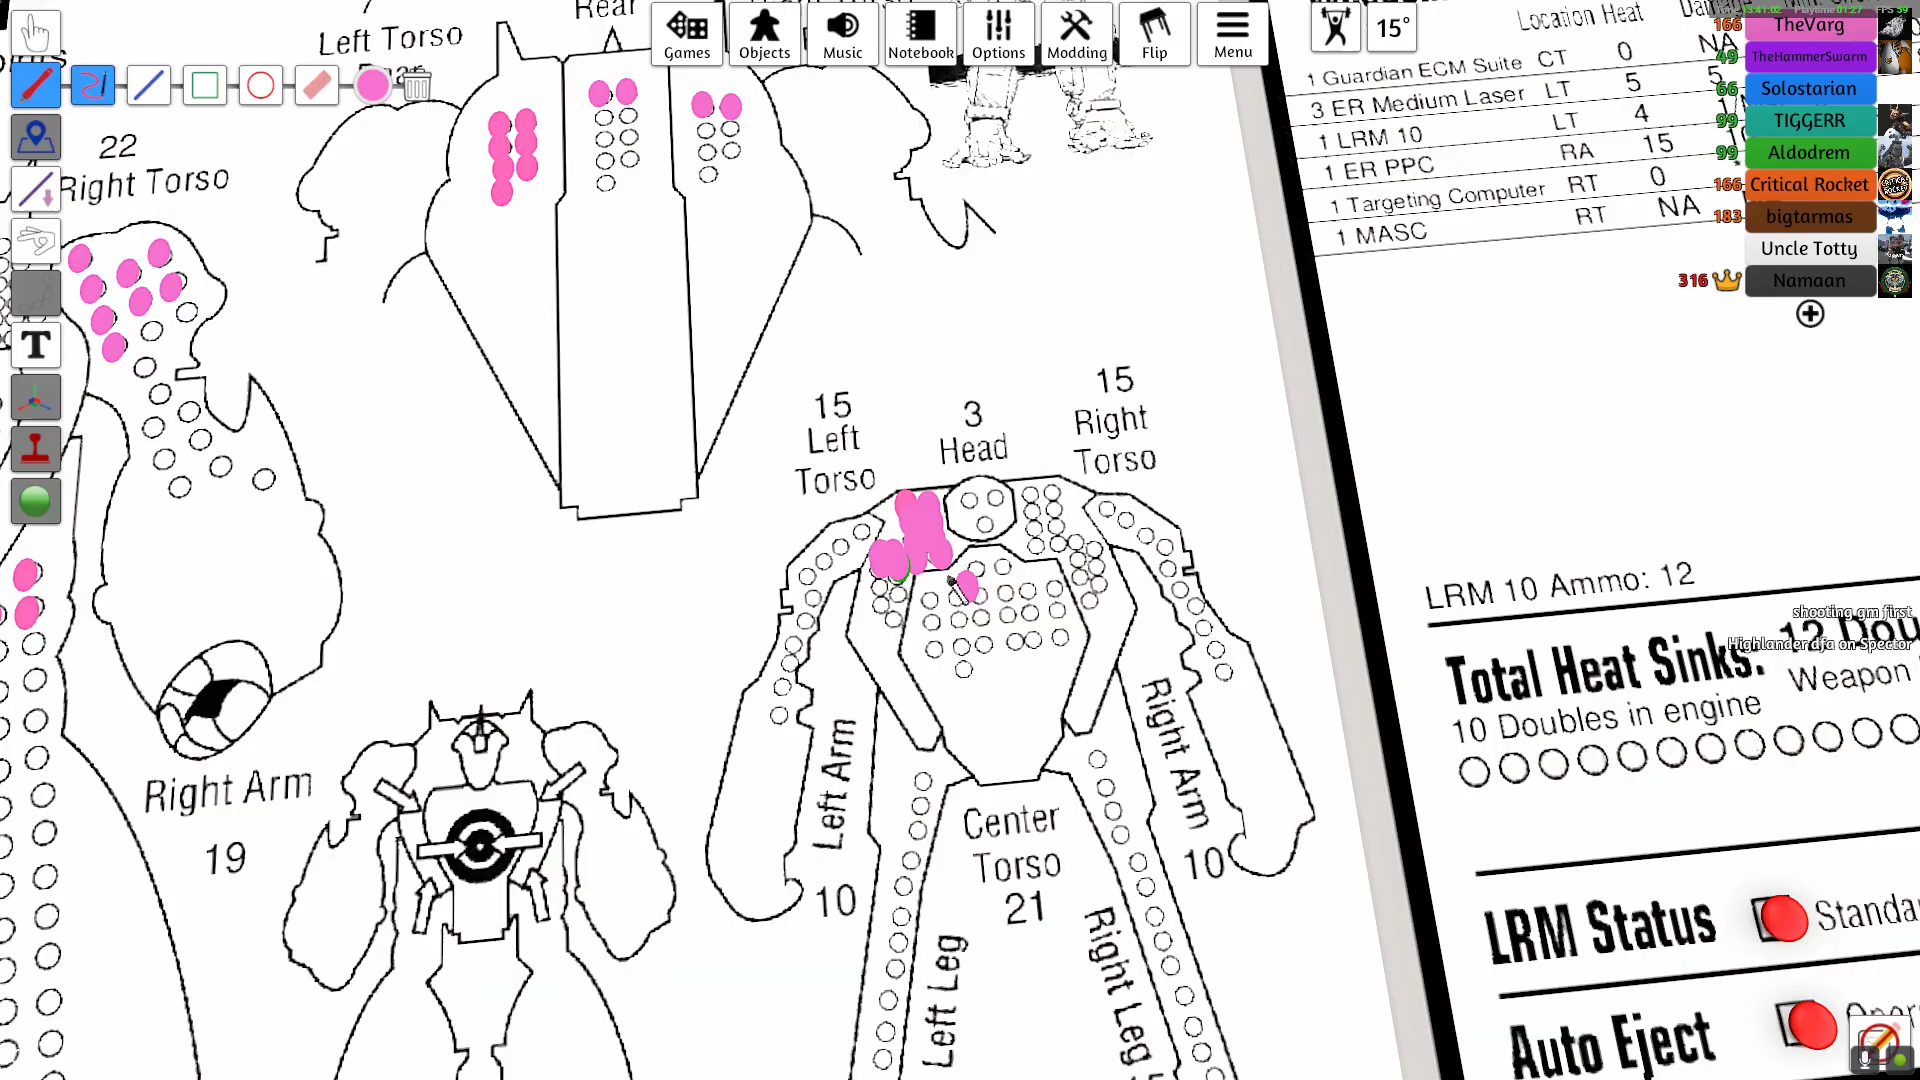 Rear
Left Torso
Rear
Games
Objects
Music
Notebook
Options
Modding
Flip
Menu
15°
Location Heat
1 Guardian ECM Suite CT 0 NA
3 ER Medium Laser LT 5 5
1 LRM 10 LT 4
1 ER PPC RA 15
1 Targeting Computer RT 0
1 MASC RT NA
166 TheVarg
49 TheHammerSwarm
66 Solostarian
99 TIGGERR
99 Aldodrem
166 Critical Rocket
183 bigtarmas
Uncle Totty
316 Namaan
T
22
Right Torso
15
Left
Torso
3
Head
15
Right
Torso
LRM 10 Ammo: 12
shooting gm first
Highlander dfa on Spector
Total Heat Sinks: 12 Dou
Weapon
10 Doubles in engine
Right Arm
19
Left Arm
10
Center
Torso
21
Right Arm
10
Left Leg
Right Leg
LRM Status
Standa
Auto Eject
Oper